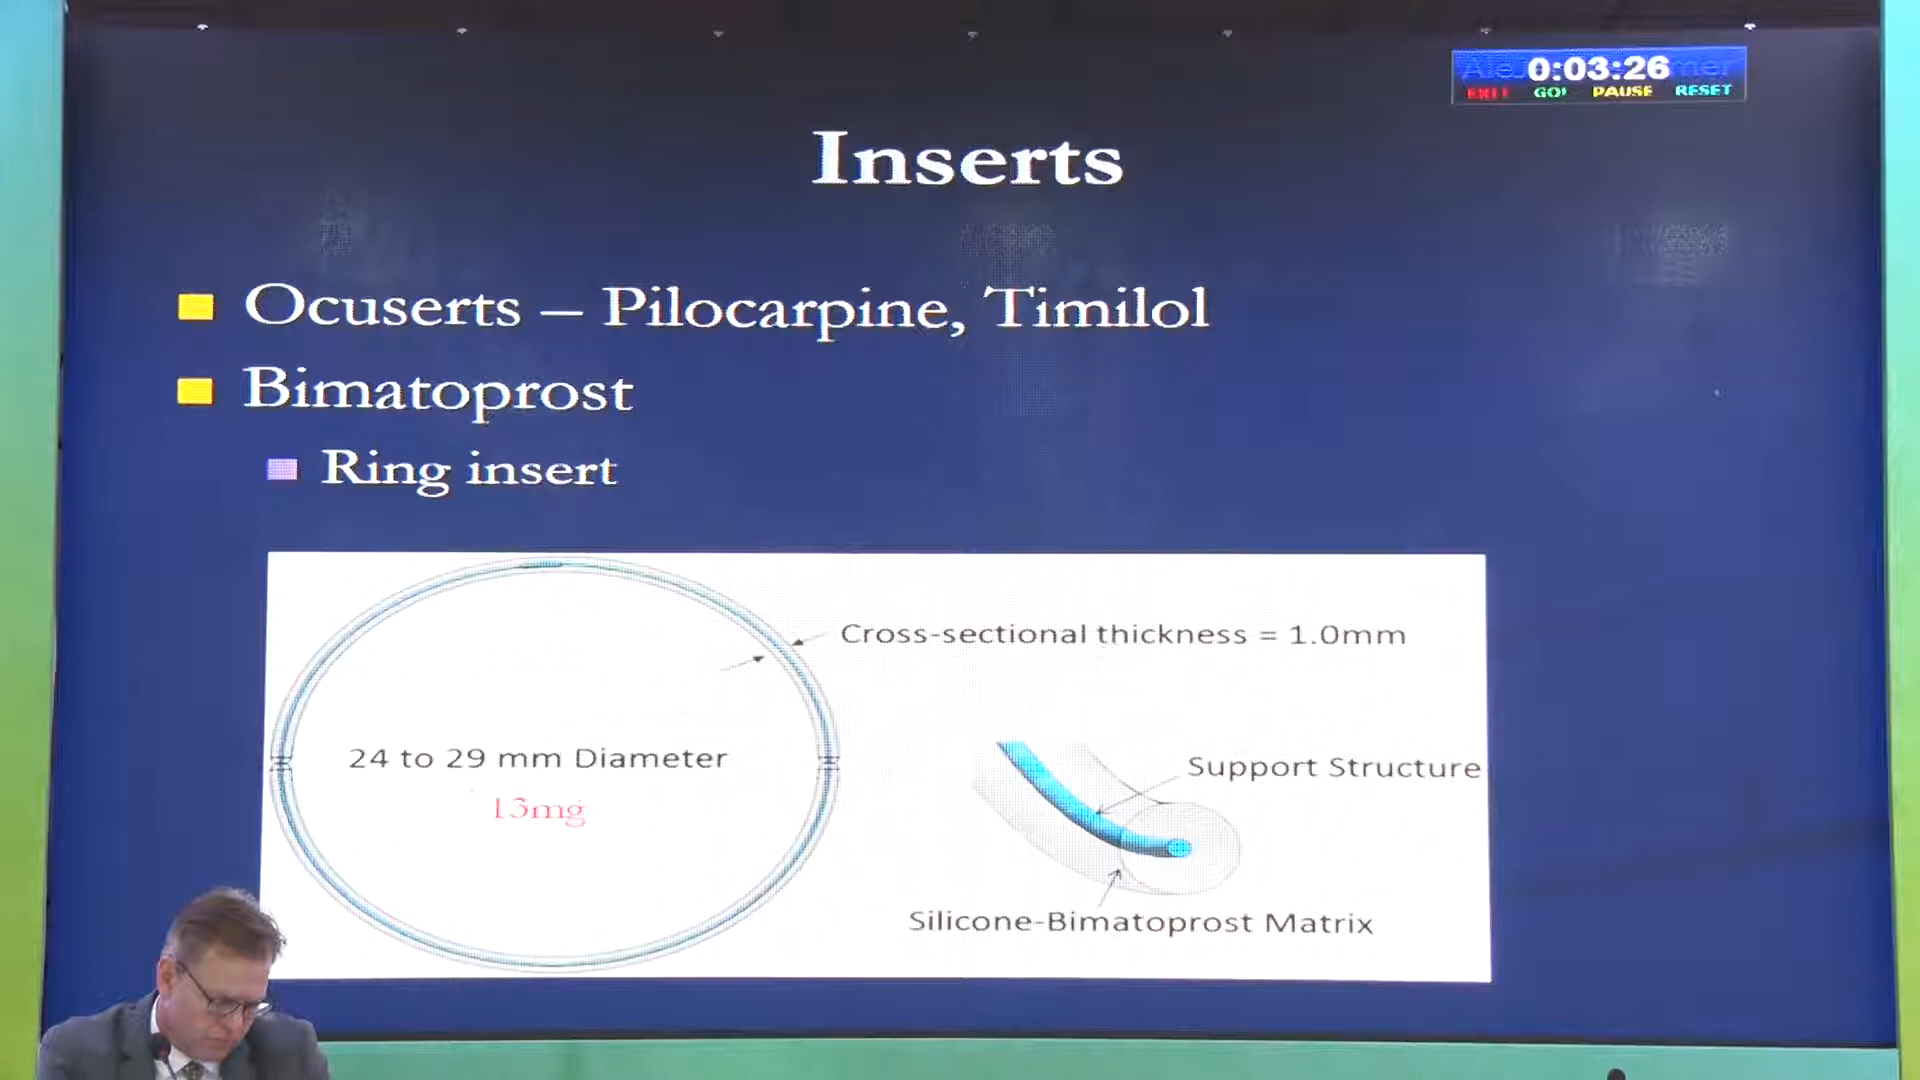 0:03:26
EXIT GO! PAUSE RESET
Inserts
Ocuserts – Pilocarpine, Timilol
Bimatoprost
Ring insert
Cross-sectional thickness = 1.0mm
24 to 29 mm Diameter
13mg
Support Structure
Silicone-Bimatoprost Matrix